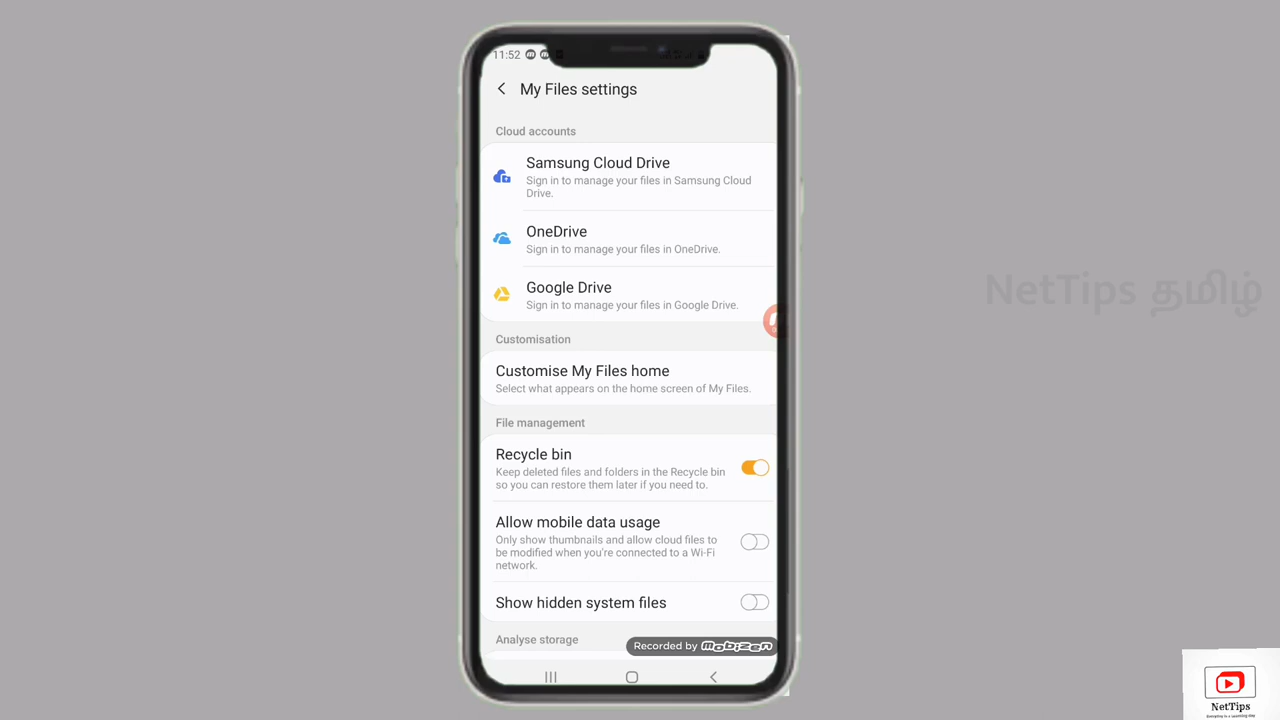 11:52
My Files settings
Cloud accounts
Samsung Cloud Drive
Sign in to manage your files in Samsung Cloud
Drive.
OneDrive
Sign in to manage your files in OneDrive.
Google Drive
Sign in to manage your files in Google Drive.
NetTips தமிழ்
Customisation
Customise My Files home
Select what appears on the home screen of My Files.
File management
Recycle bin
Keep deleted files and folders in the Recycle bin
so you can restore them later if you need to.
Allow mobile data usage
Only show thumbnails and allow cloud files to
be modified when you're connected to a Wi-Fi
network.
Show hidden system files
Analyse storage
Recorded by mobizen
NetTips